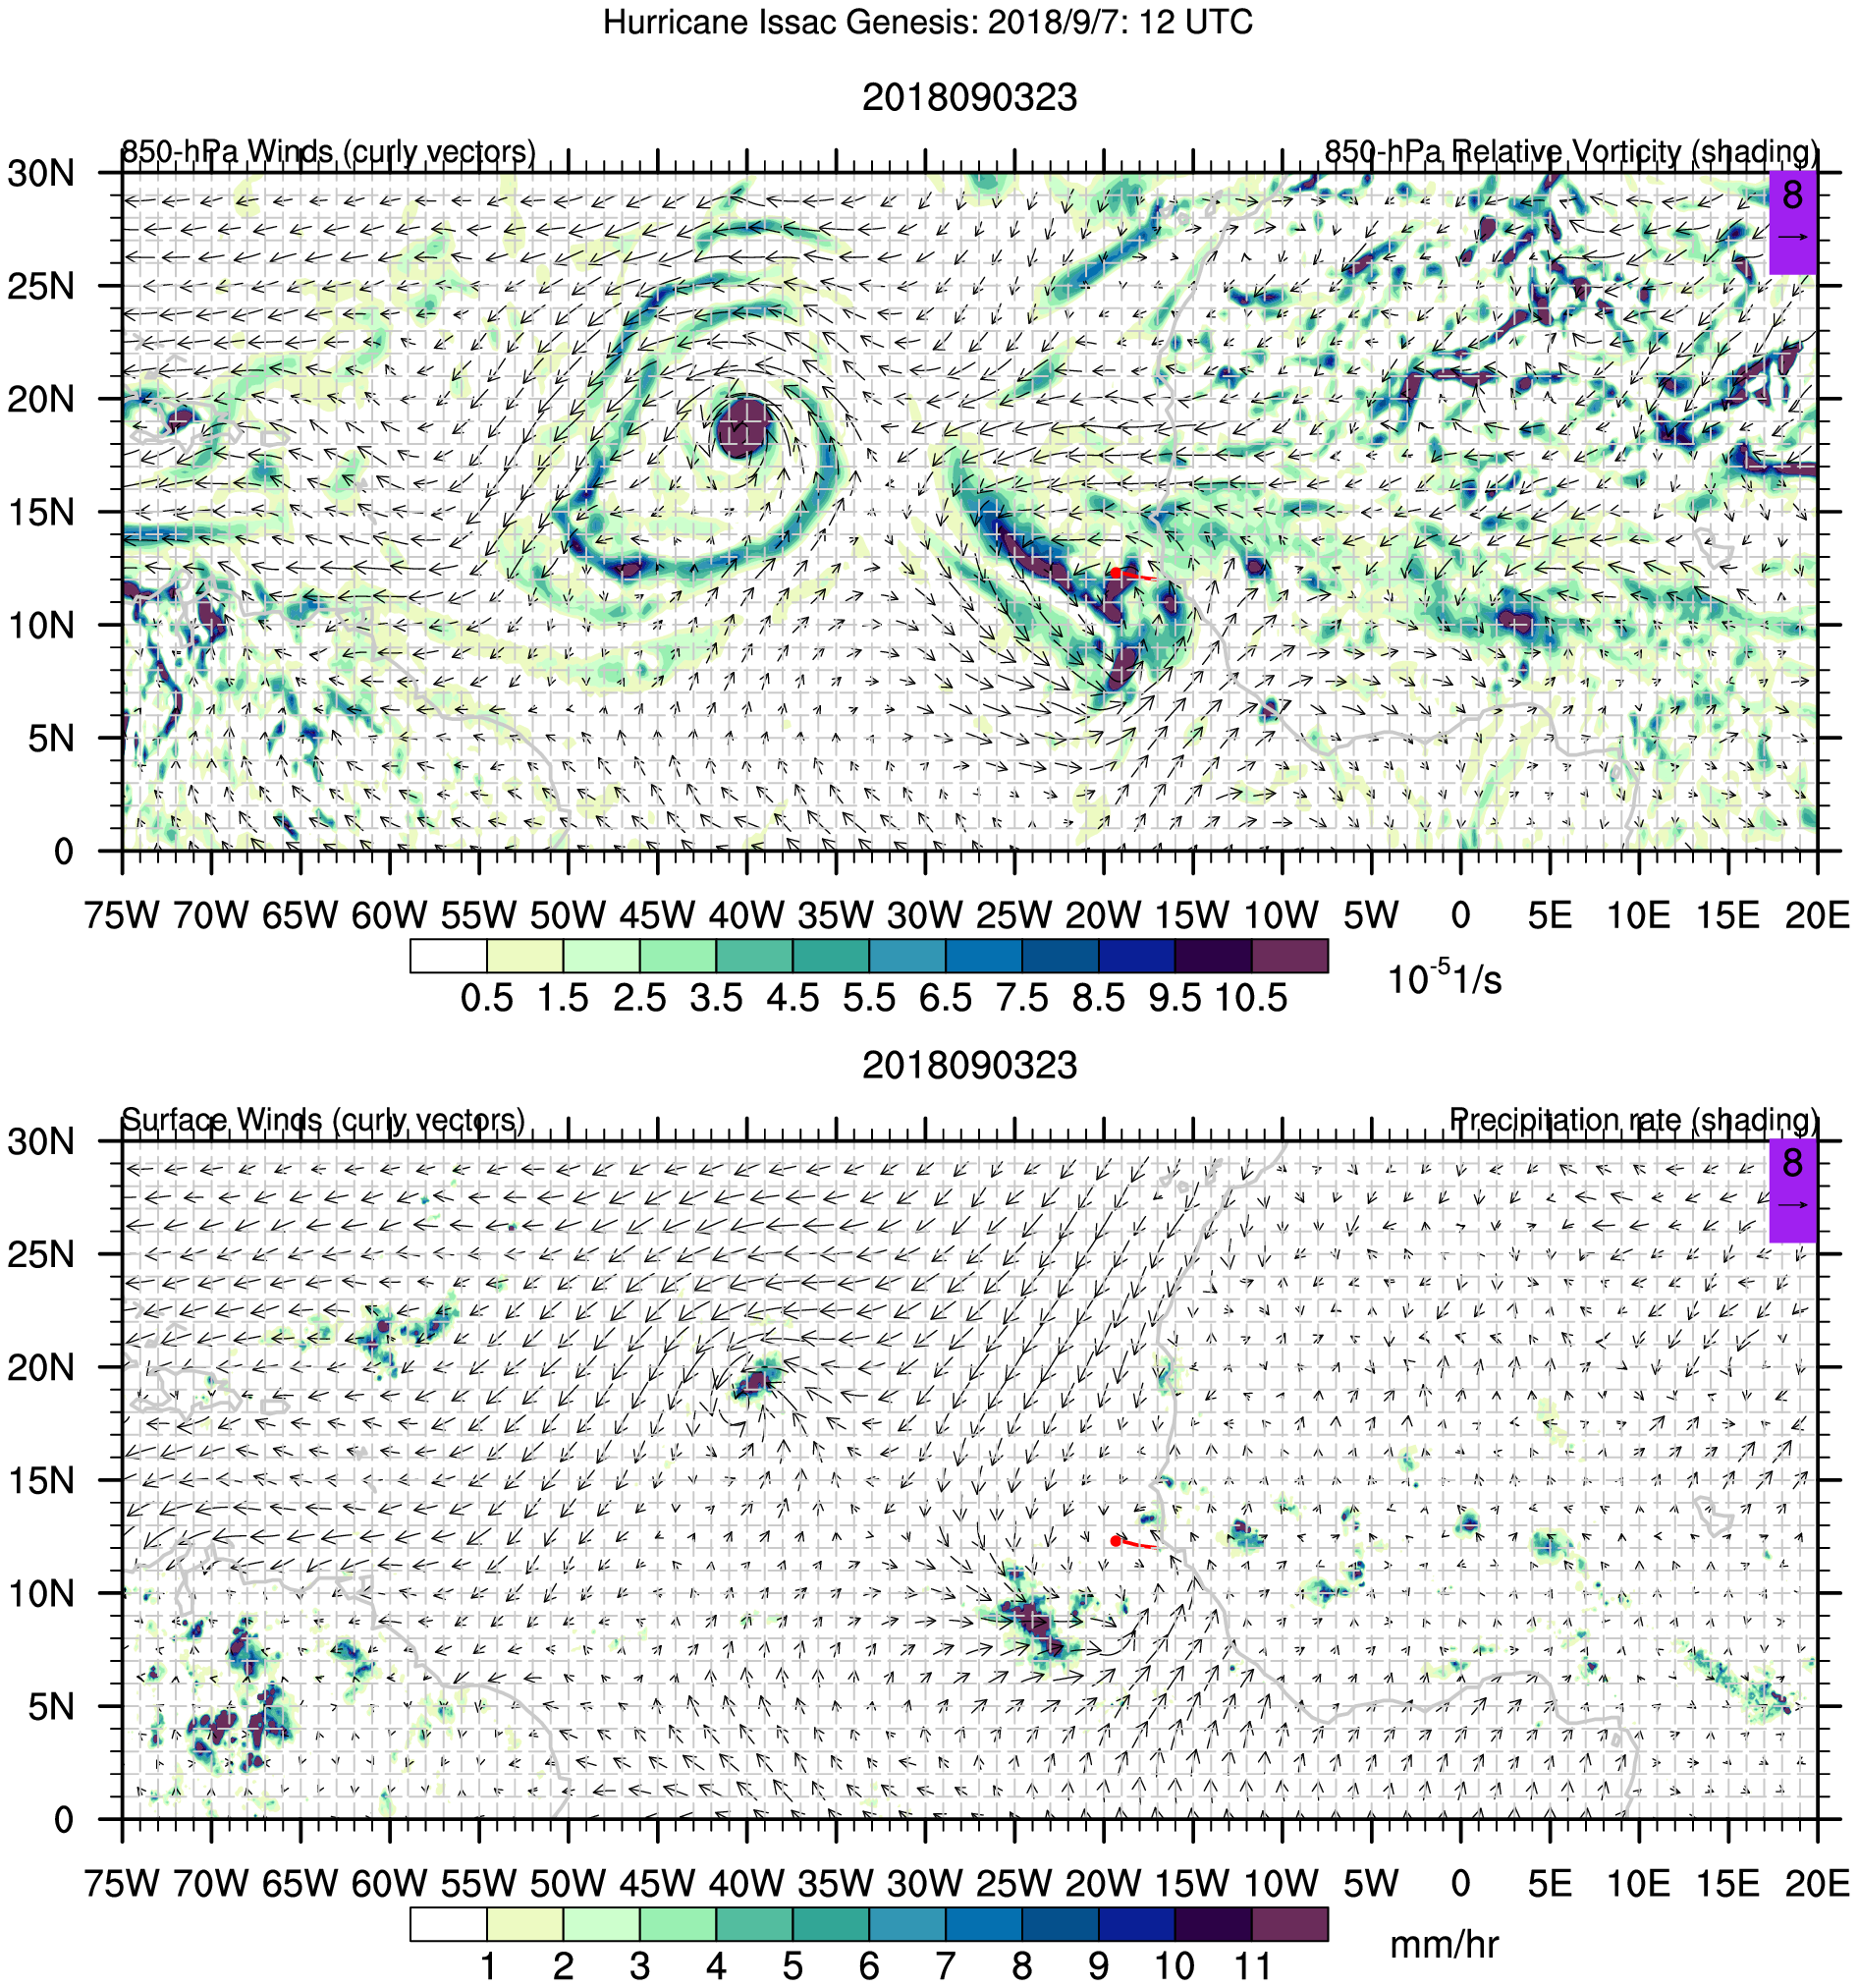 Hurricane Issac Genesis: 2018/9/7: 12 UTC
2018090323
850-hPa Winds (curly vectors) 850-hPa Relative Vorticity (shading)
8
30N
25N
20N
15N
10N
5N
0
75W 70W 65W 60W 55W 50W 45W 40W 35W 30W 25W 20W 15W 10W 5W 0 5E 10E 15E 20E
0.5 1.5 2.5 3.5 4.5 5.5 6.5 7.5 8.5 9.5 10.5
10⁻⁵1/s
2018090323
Surface Winds (curly vectors) Precipitation rate (shading)
8
30N
25N
20N
15N
10N
5N
0
75W 70W 65W 60W 55W 50W 45W 40W 35W 30W 25W 20W 15W 10W 5W 0 5E 10E 15E 20E
1 2 3 4 5 6 7 8 9 10 11
mm/hr